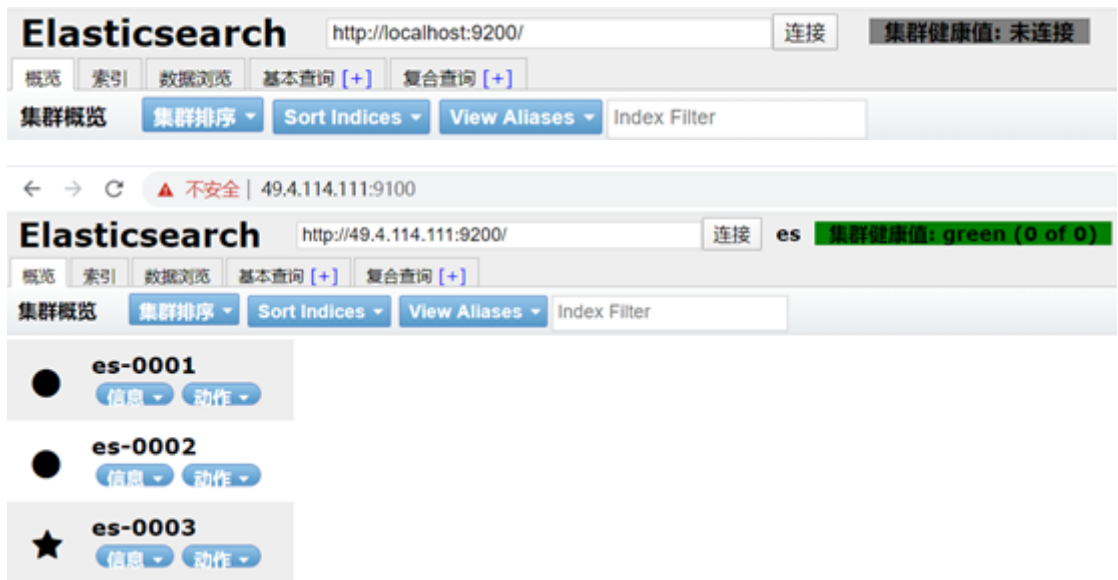 Elasticsearch http://localhost:9200/ 连接 集群健康值: 未连接
概览 索引 数据浏览 基本查询 [+] 复合查询 [+]
集群概览 集群排序 Sort Indices View Aliases Index Filter
不安全 | 49.4.114.111:9100
Elasticsearch http://49.4.114.111:9200/ 连接 es 集群健康值: green (0 of 0)
概览 索引 数据浏览 基本查询 [+] 复合查询 [+]
集群概览 集群排序 Sort Indices View Aliases Index Filter
es-0001
信息 动作
es-0002
信息 动作
es-0003
信息 动作